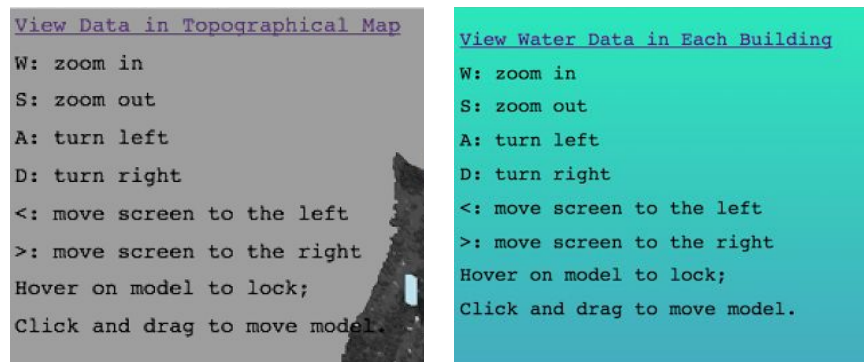 View Data in Topographical Map
W: zoom in
S: zoom out
A: turn left
D: turn right
<: move screen to the left
>: move screen to the right
Hover on model to lock;
Click and drag to move model.
View Water Data in Each Building
W: zoom in
S: zoom out
A: turn left
D: turn right
<: move screen to the left
>: move screen to the right
Hover on model to lock;
Click and drag to move model.